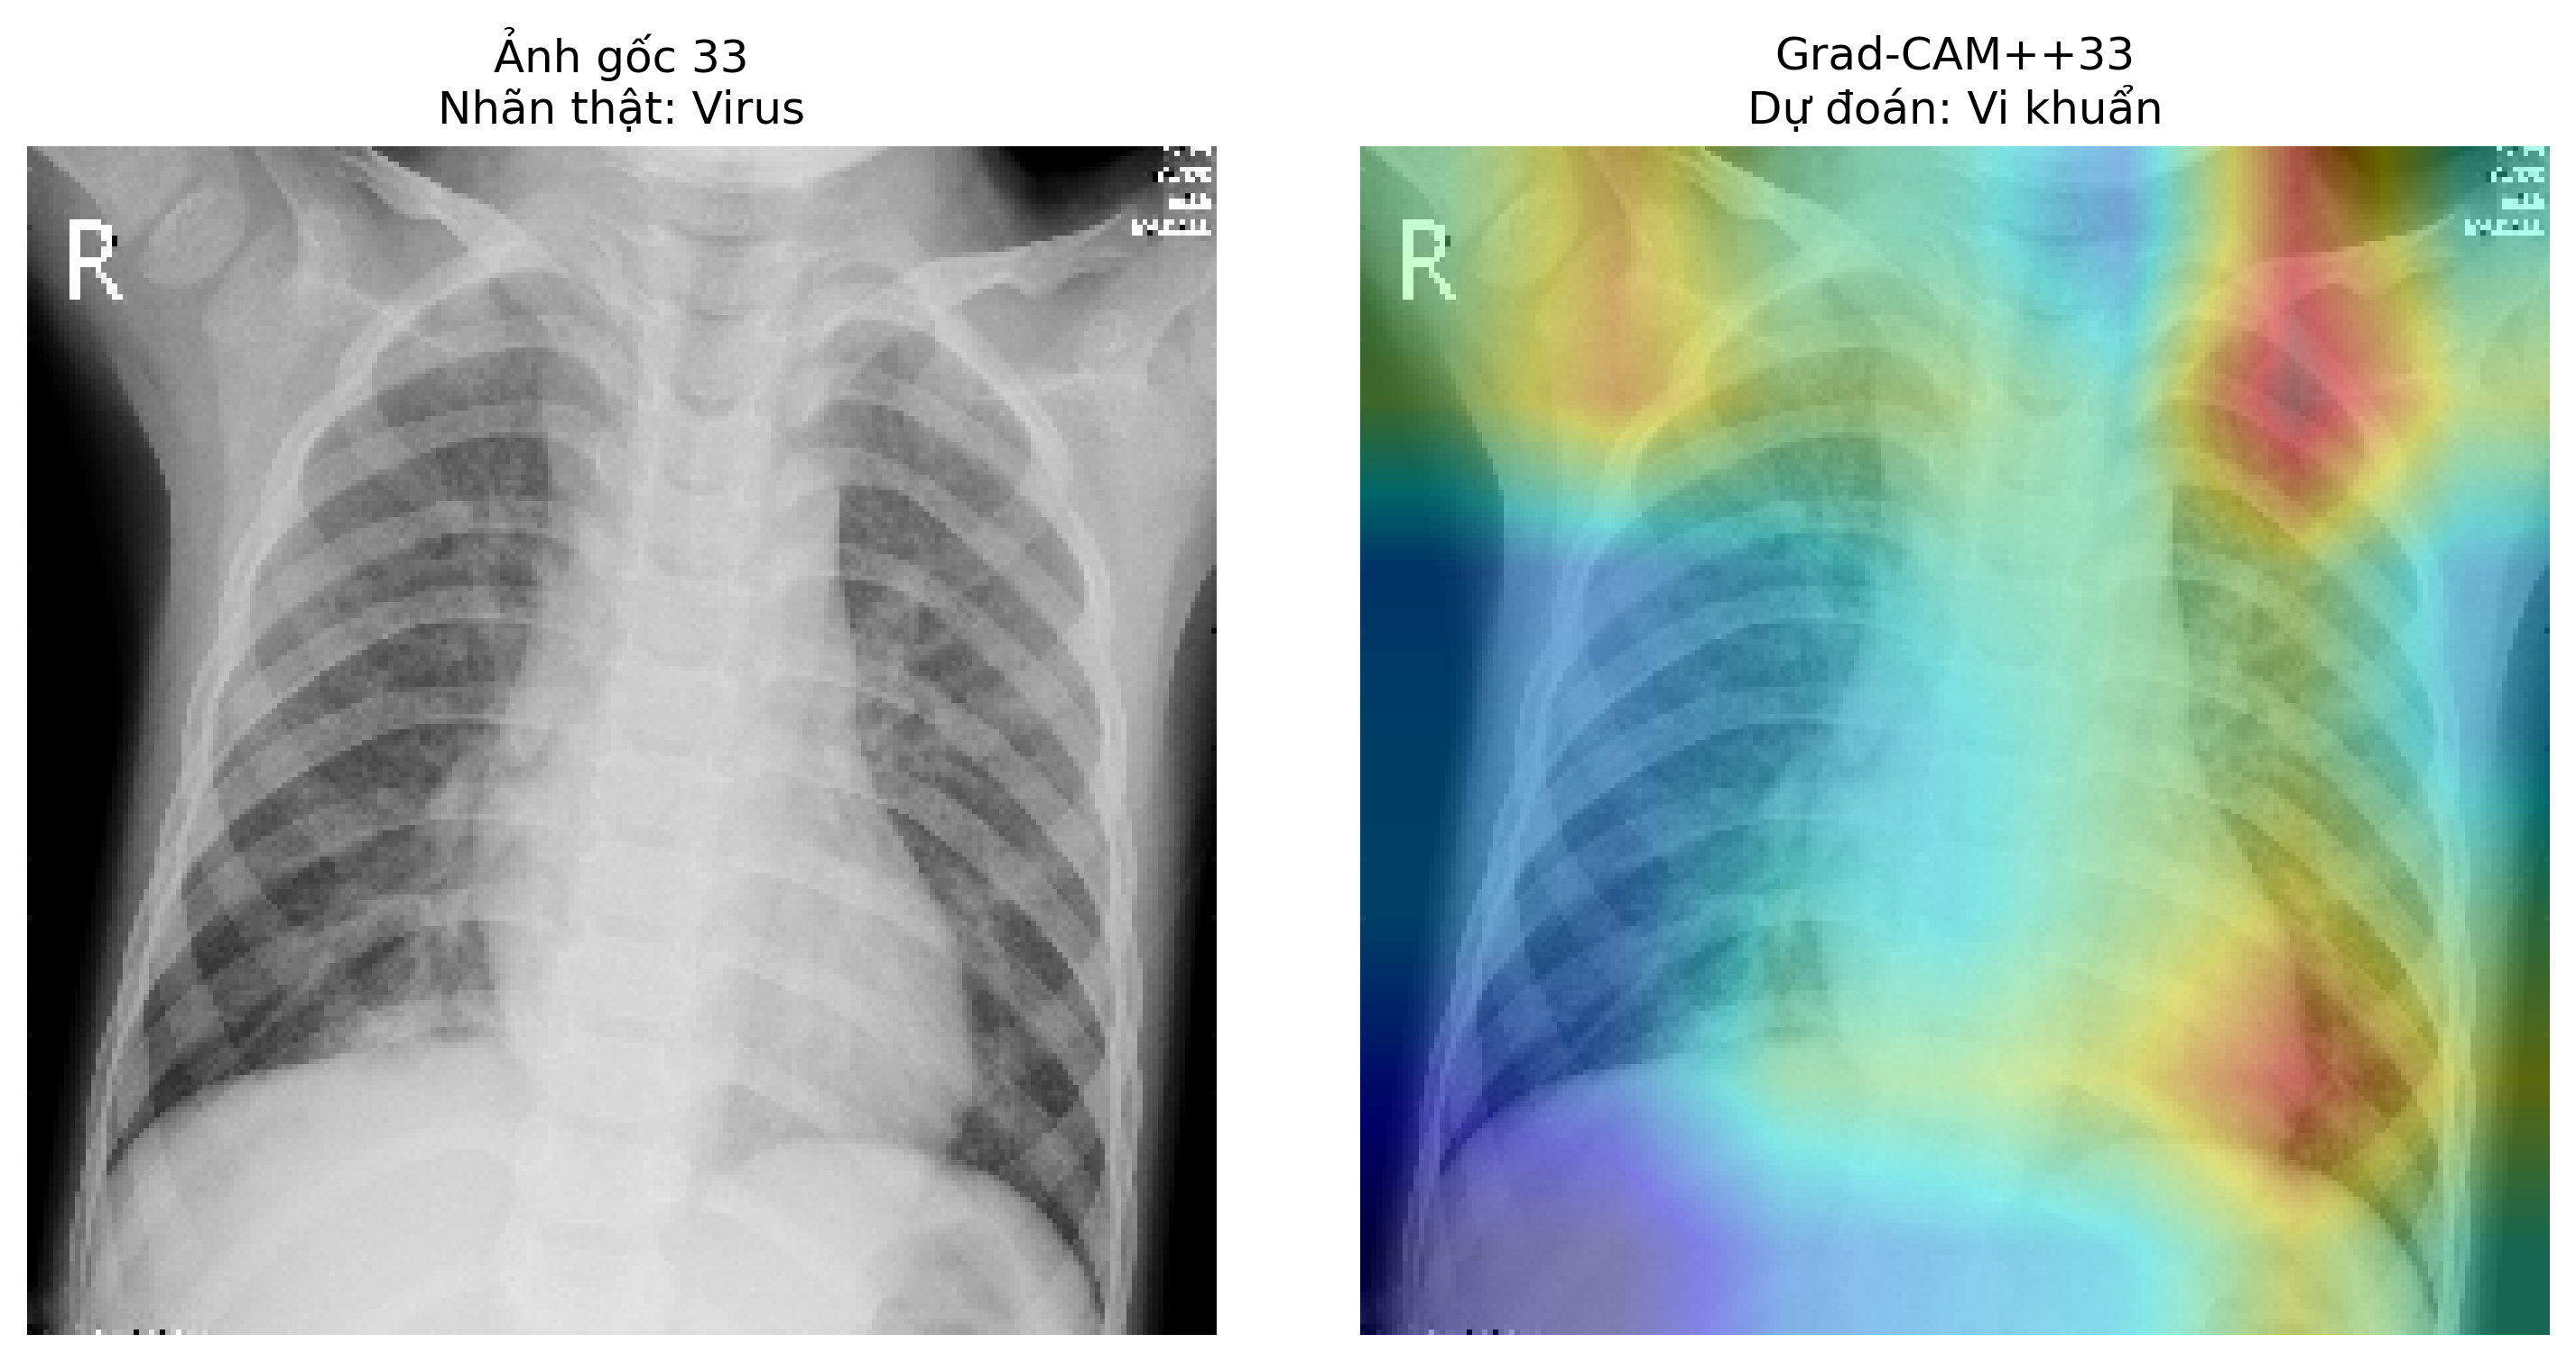 Ảnh gốc 33
Nhãn thật: Virus
Grad-CAM++33
Dự đoán: Vi khuẩn
R
R